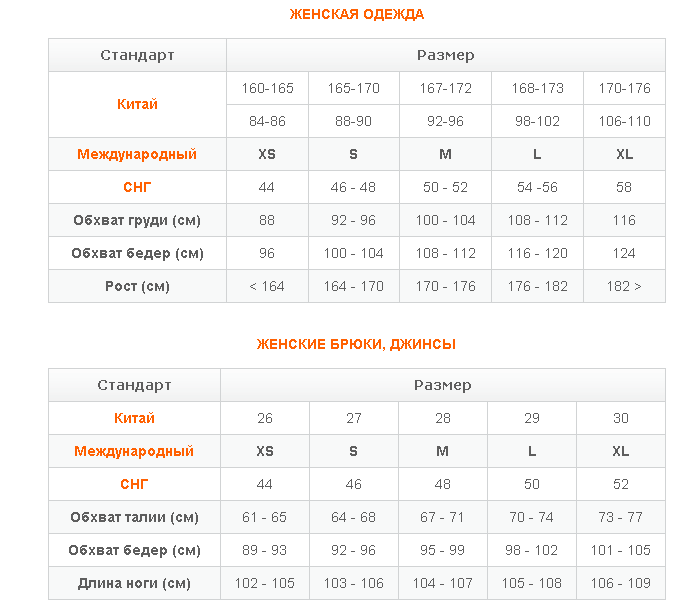 ЖЕНСКАЯ ОДЕЖДА
Стандарт Размер
Китай 160-165 165-170 167-172 168-173 170-176
84-86 88-90 92-96 98-102 106-110
Международный XS S M L XL
СНГ 44 46 - 48 50 - 52 54 -56 58
Обхват груди (см) 88 92 - 96 100 - 104 108 - 112 116
Обхват бедер (см) 96 100 - 104 108 - 112 116 - 120 124
Рост (см) < 164 164 - 170 170 - 176 176 - 182 182 >
ЖЕНСКИЕ БРЮКИ, ДЖИНСЫ
Стандарт Размер
Китай 26 27 28 29 30
Международный XS S M L XL
СНГ 44 46 48 50 52
Обхват талии (см) 61 - 65 64 - 68 67 - 71 70 - 74 73 - 77
Обхват бедер (см) 89 - 93 92 - 96 95 - 99 98 - 102 101 - 105
Длина ноги (см) 102 - 105 103 - 106 104 - 107 105 - 108 106 - 109